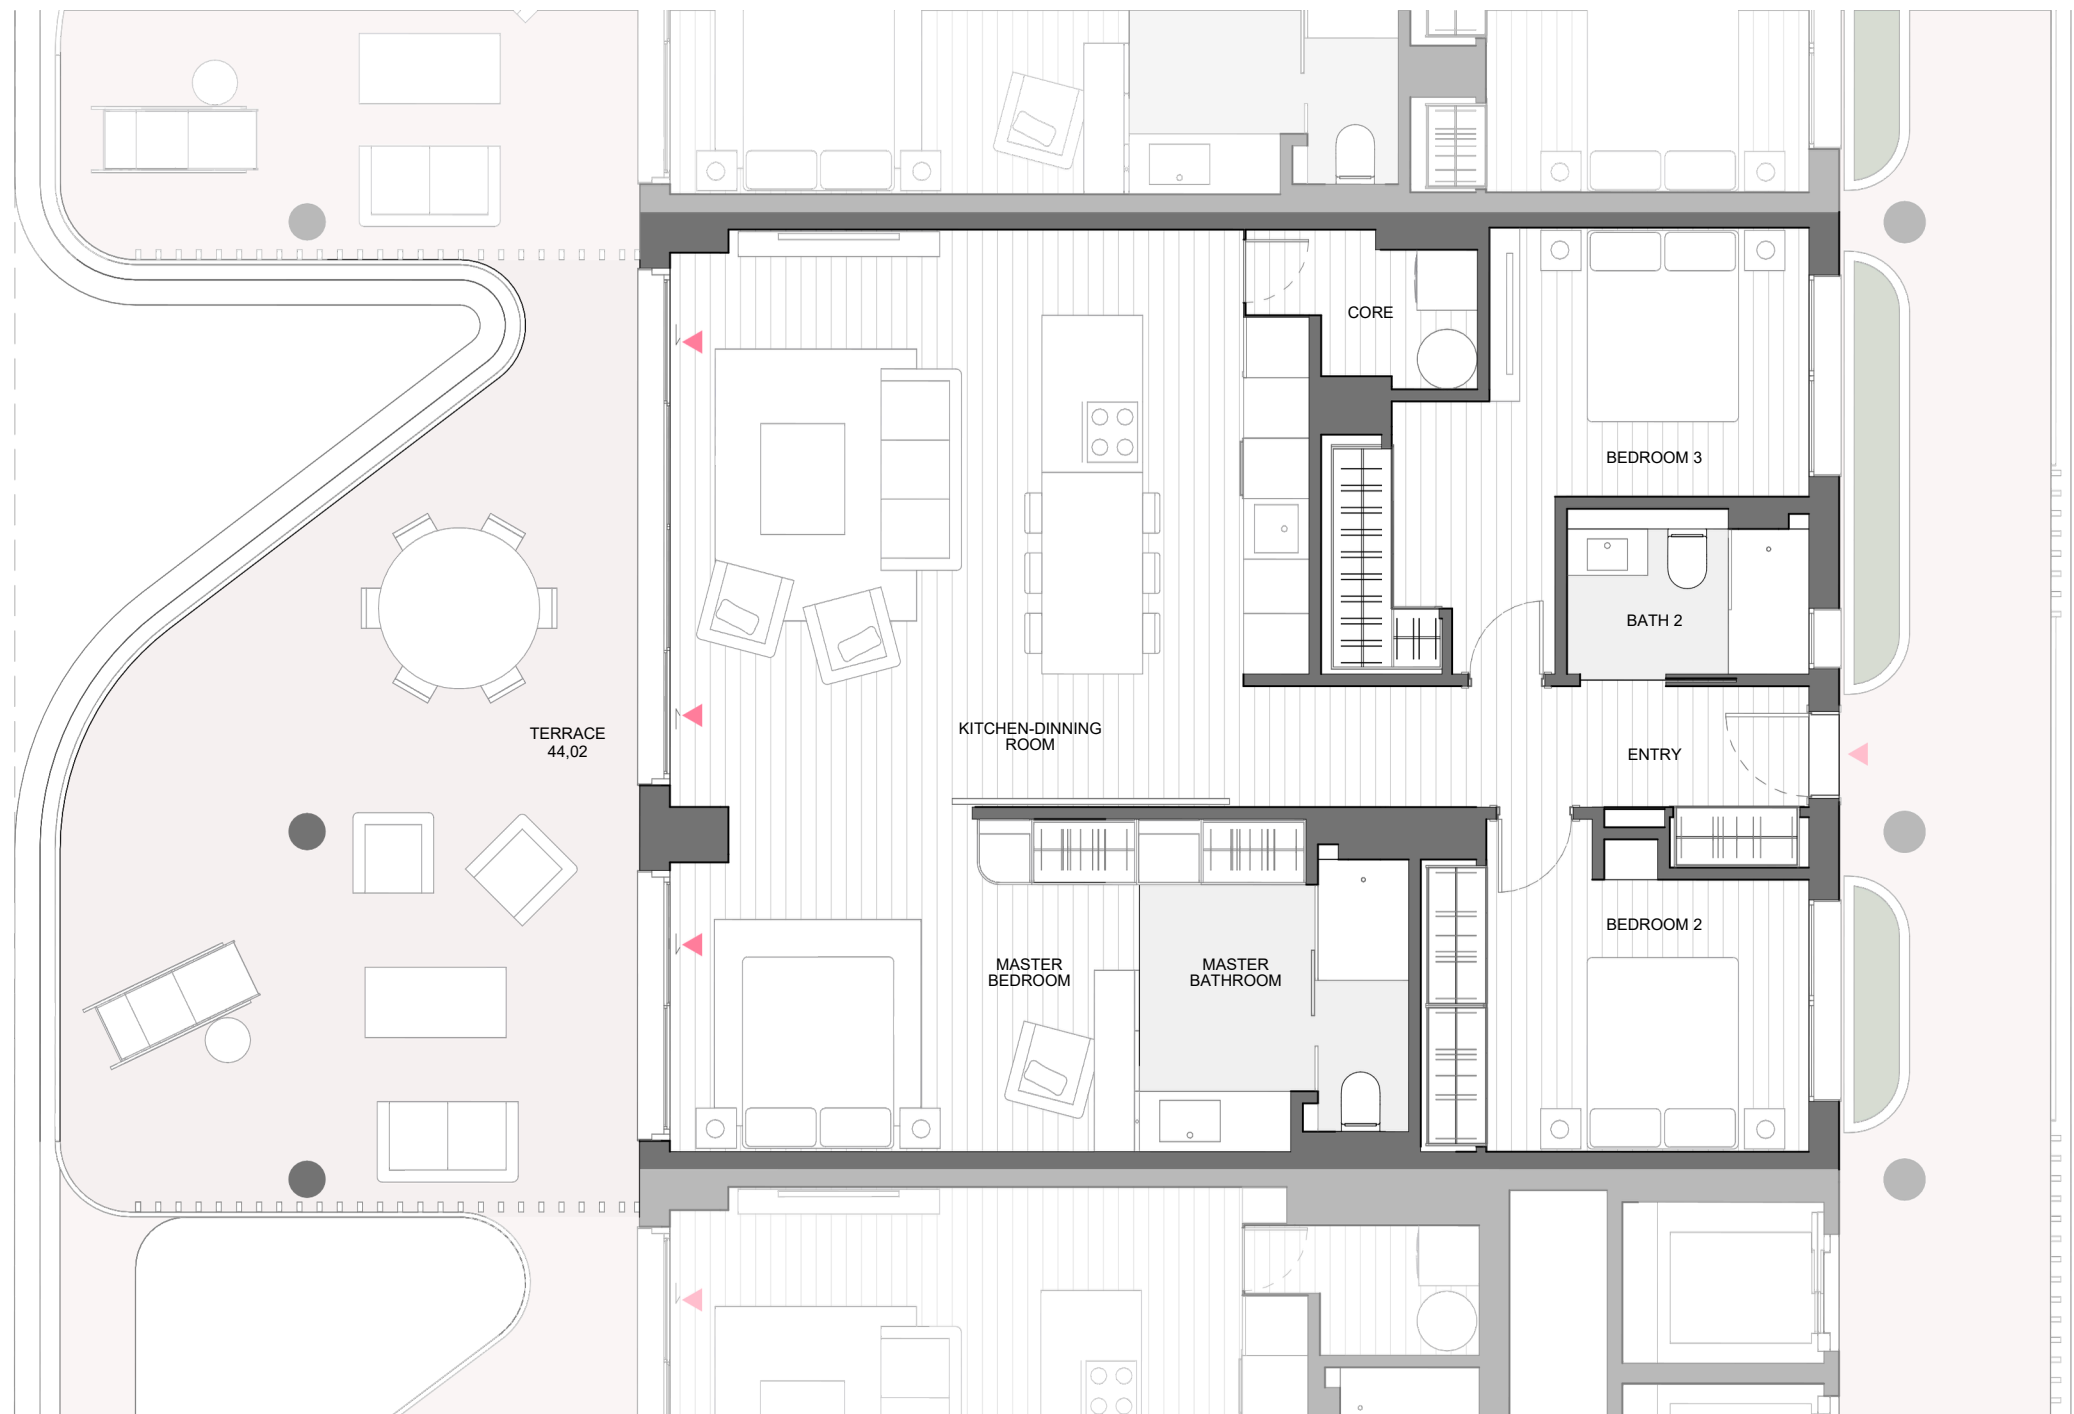 CORE
BEDROOM 3
BATH 2
TERRACE
44,02
KITCHEN-DINNING
ROOM
ENTRY
BEDROOM 2
MASTER
BEDROOM
MASTER
BATHROOM